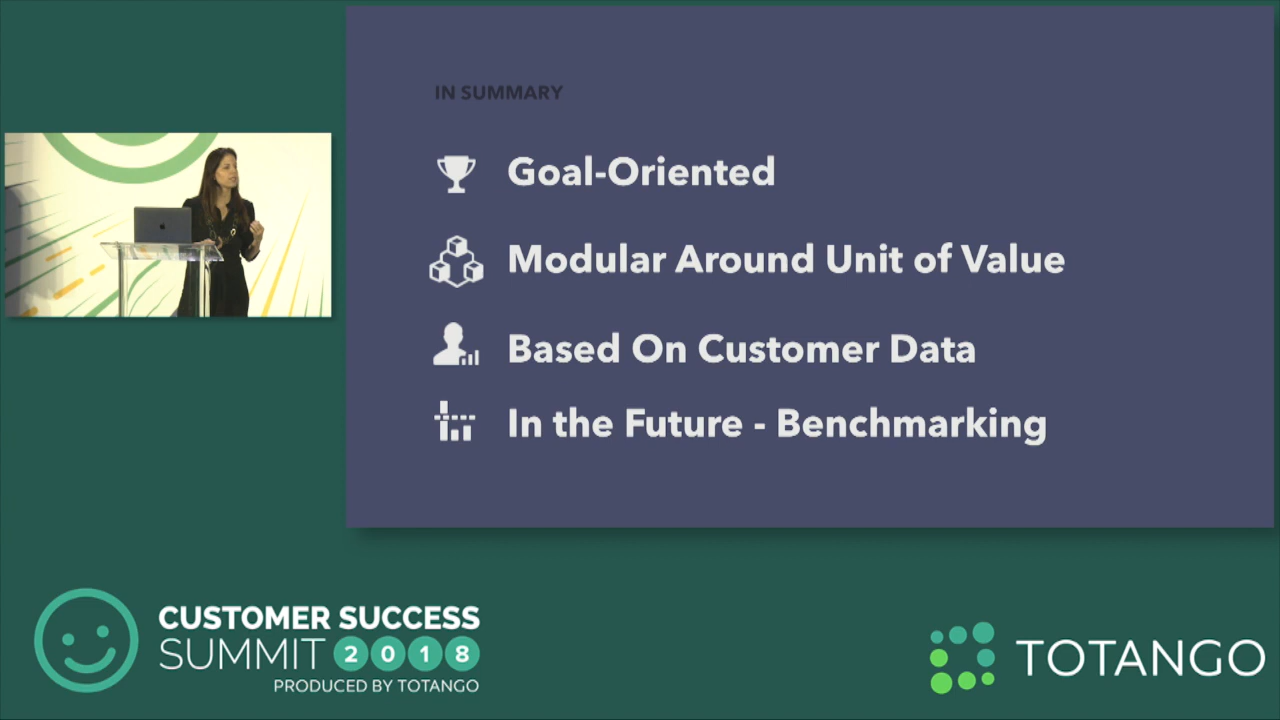 IN SUMMARY
Goal-Oriented
Modular Around Unit of Value
Based On Customer Data
In the Future - Benchmarking
CUSTOMER SUCCESS
SUMMIT 2018
PRODUCED BY TOTANGO
TOTANGO